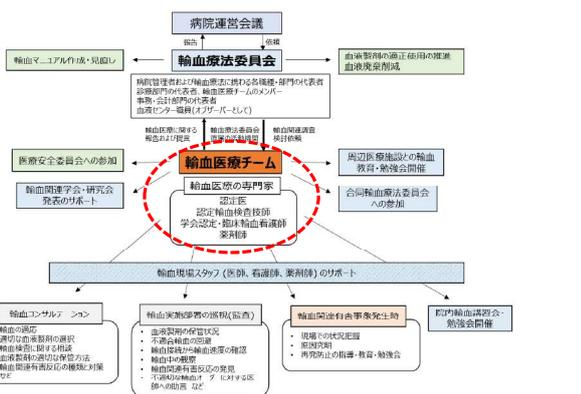 病院運営会議
報告
依頼
輸血マニュアル作成・見直し
輸血療法委員会
血液製剤の適正使用の推進
血液廃棄削減
病院管理者および輸血療法に携わる各職種・部門の代表者
診療部門の代表者、輸血医療チームのメンバー
事務・会計部門の代表者
血液センター職員(オブザーバーとして)
輸血医療に関する
報告および提言
輸血療法委員会
輸血関連調査
検討依頼
医療安全委員会への参加
輸血医療チーム
周辺医療施設との輸血
教育・勉強会開催
輸血関連学会・研究会
発表のサポート
輸血医療の専門家
合同輸血療法委員会
への参加
認定医
認定輸血検査技師
学会認定・臨床輸血看護師
薬剤師
輸血現場スタッフ (医師、看護師、薬剤師) のサポート
輸血コンサルテーション
輸血実施部署の巡視(監査)
輸血関連有害事象発生時
院内輸血講習会・
勉強会開催
輸血の適応
適切な血液製剤の選択
輸血検査に関する相談
血液製剤の適切な保管方法
輸血関連有害反応の種類と対策
など
• 血液製剤の保管状況
• 不適合輸血の回避
• 輸血接続から輸血速度の確認
• 輸血中の観察
• 輸血関連有害反応の発見
• 不適切な輸血オーダーに対する医
師への助言 など
• 現場での状況把握
• 原因究明
• 再発防止の指導・教育・勉強会